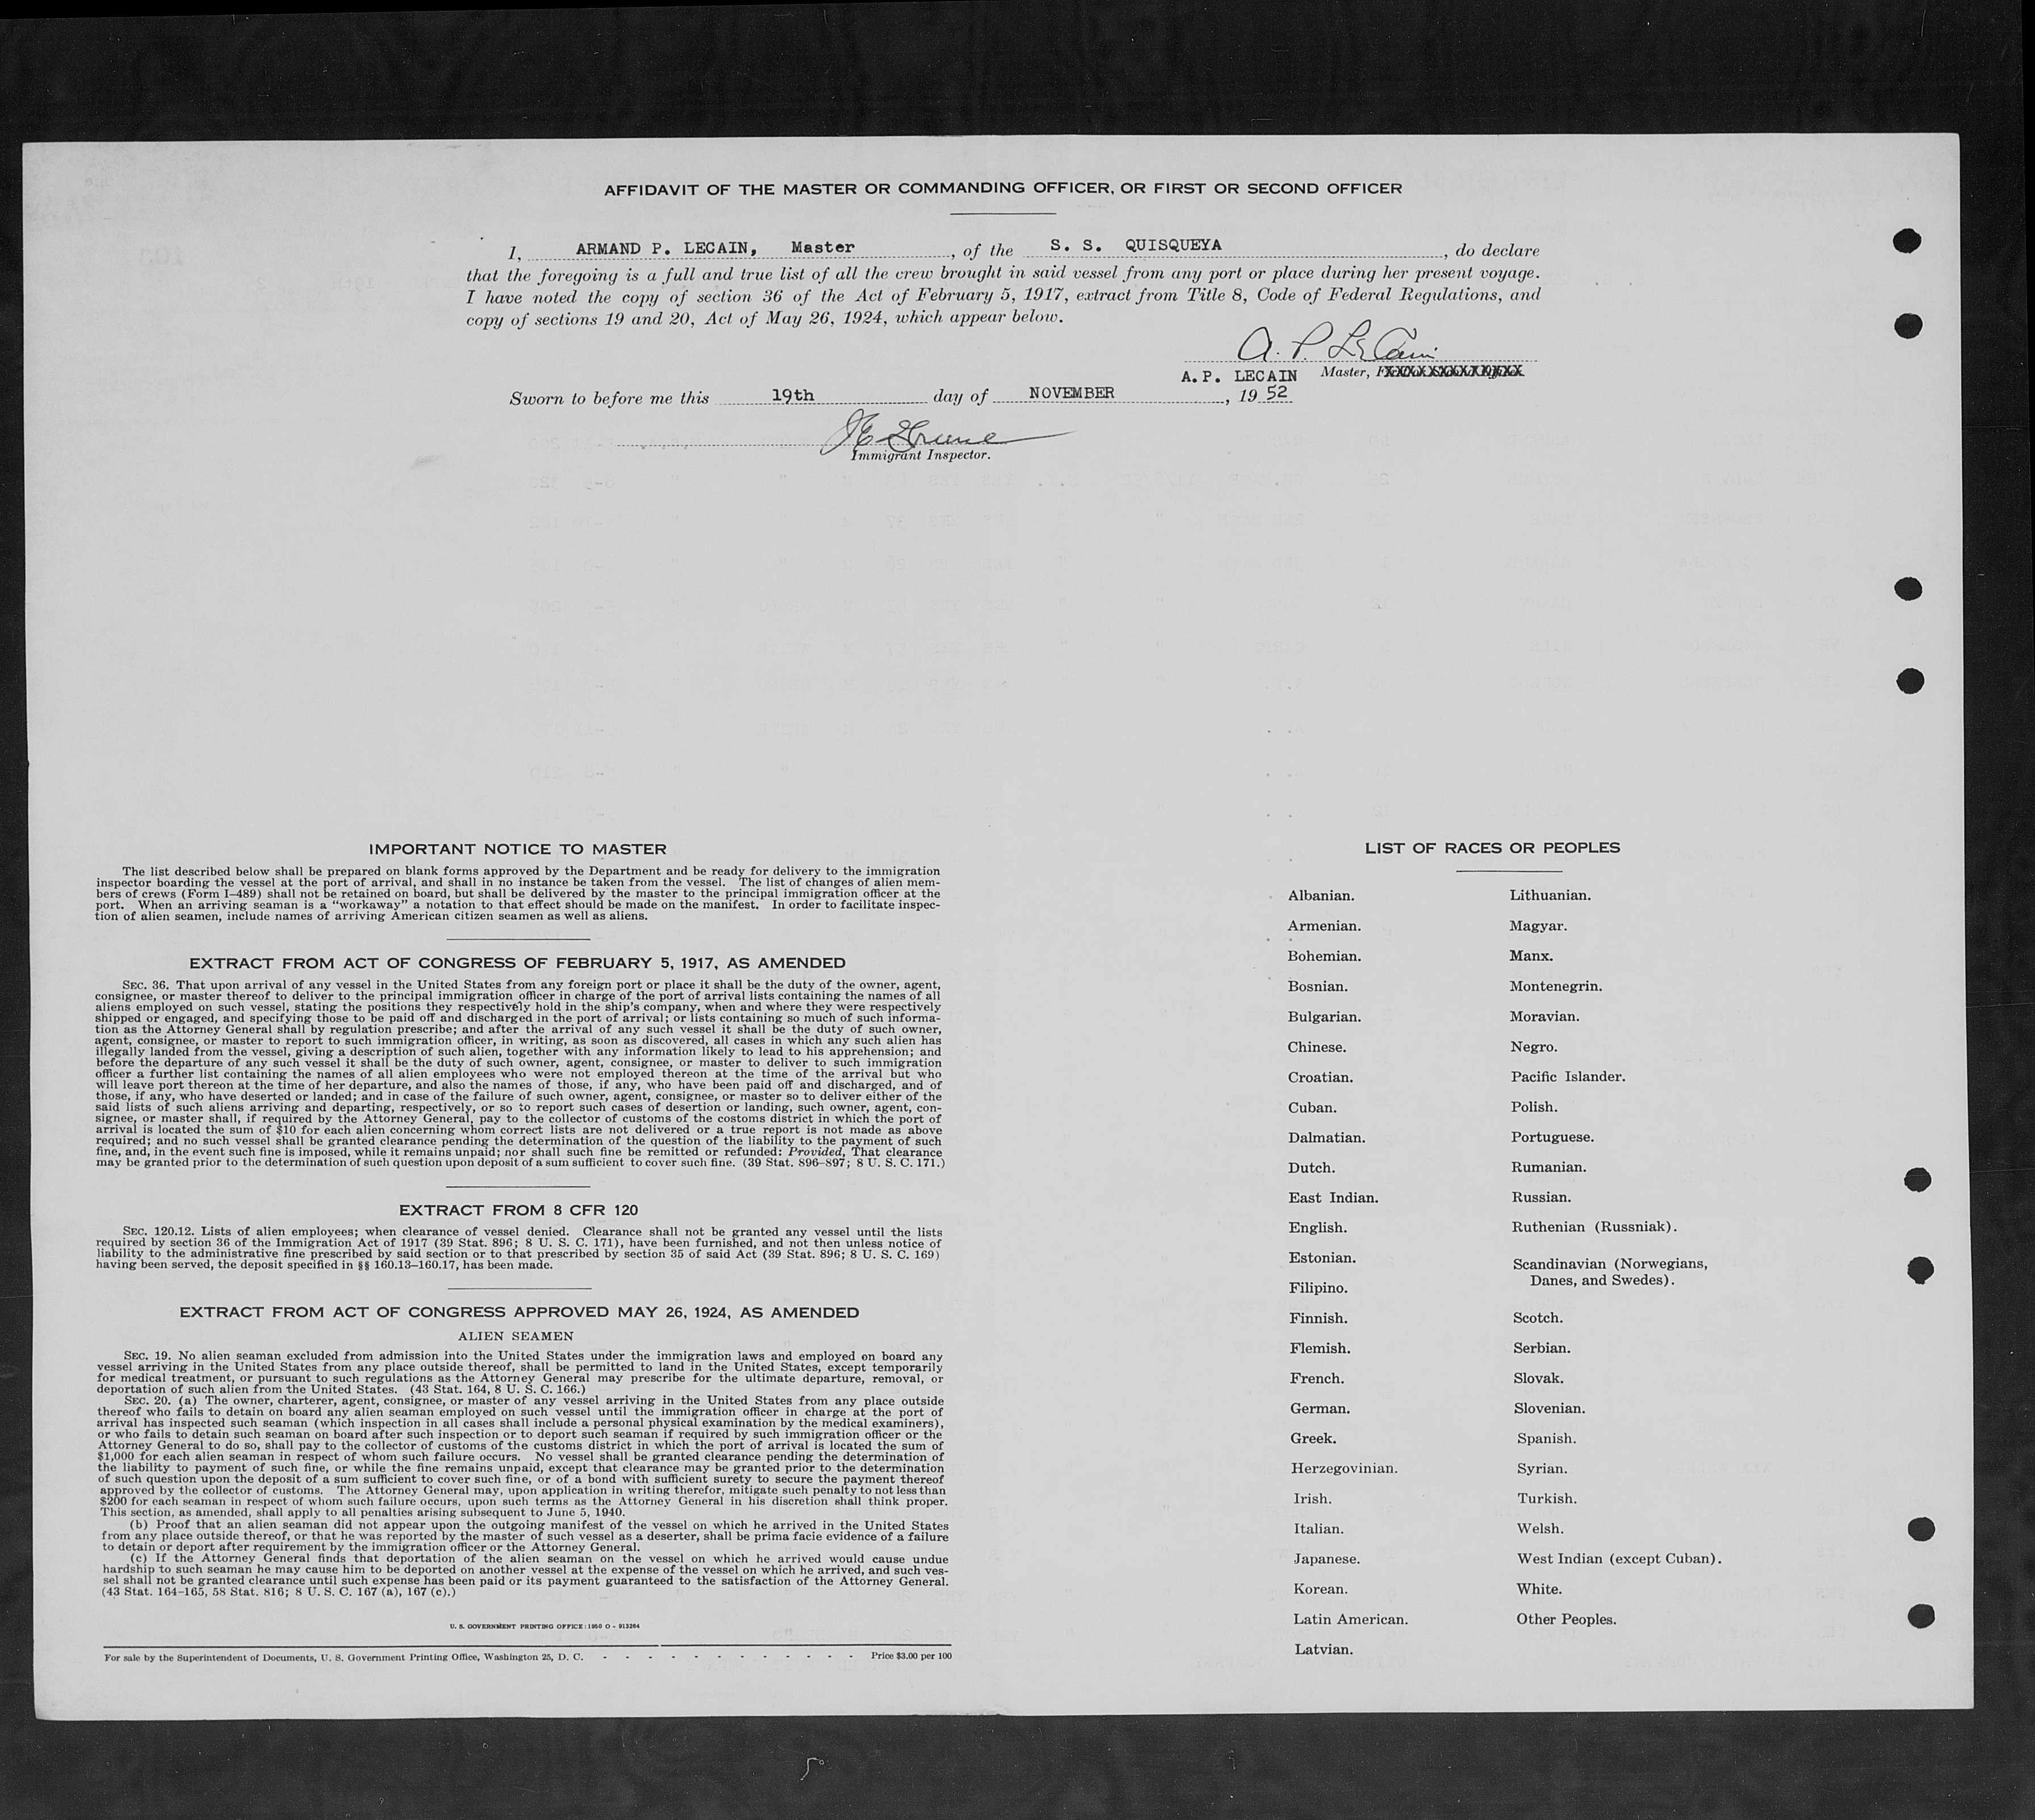 AFFIDAVIT OF THE MASTER OR COMMANDING OFFICER, OR FIRST OR SECOND OFFICER
I, ARMAND P. LECAIN, Master, of the S. S. QUISQUEYA, do declare
that the foregoing is a full and true list of all the crew brought in said vessel from any port or place during her present voyage.
I have noted the copy of section 36 of the Act of February 5, 1917, extract from Title 8, Code of Federal Regulations, and
copy of sections 19 and 20, Act of May 26, 1924, which appear below.
A. P. LeCain
A.P. LECAIN Master,
Sworn to before me this 19th day of NOVEMBER, 19 52
Immigrant Inspector.
IMPORTANT NOTICE TO MASTER
The list described below shall be prepared on blank forms approved by the Department and be ready for delivery to the immigration
inspector boarding the vessel at the port of arrival, and shall in no instance be taken from the vessel. The list of changes of alien mem-
bers of crews (Form I-489) shall not be retained on board, but shall be delivered by the master to the principal immigration officer at the
port. When an arriving seaman is a "workaway" a notation to that effect should be made on the manifest. In order to facilitate inspec-
tion of alien seamen, include names of arriving American citizen seamen as well as aliens.
EXTRACT FROM ACT OF CONGRESS OF FEBRUARY 5, 1917, AS AMENDED
SEC. 36. That upon arrival of any vessel in the United States from any foreign port or place it shall be the duty of the owner, agent,
consignee, or master thereof to deliver to the principal immigration officer in charge of the port of arrival lists containing the names of all
aliens employed on such vessel, stating the positions they respectively hold in the ship's company, when and where they were respectively
shipped or engaged, and specifying those to be paid off and discharged in the port of arrival; or lists containing so much of such informa-
tion as the Attorney General shall by regulation prescribe; and after the arrival of any such vessel it shall be the duty of such owner,
agent, consignee, or master to report to such immigration officer, in writing, as soon as discovered, all cases in which any such alien has
illegally landed from the vessel, giving a description of such alien, together with any information likely to lead to his apprehension; and
before the departure of any such vessel it shall be the duty of such owner, agent, consignee, or master to deliver to such immigration
officer a further list containing the names of all alien employees who were not employed thereon at the time of the arrival but who
will leave port thereon at the time of her departure, and also the names of those, if any, who have been paid off and discharged, and of
those, if any, who have deserted or landed; and in case of the failure of such owner, agent, consignee, or master so to deliver either of the
said lists of such aliens arriving and departing, respectively, or so to report such cases of desertion or landing, such owner, agent, con-
signee, or master shall, if required by the Attorney General, pay to the collector of customs of the costoms district in which the port of
arrival is located the sum of $10 for each alien concerning whom correct lists are not delivered or a true report is not made as above
required; and no such vessel shall be granted clearance pending the determination of the question of the liability to the payment of such
fine, and, in the event such fine is imposed, while it remains unpaid; nor shall such fine be remitted or refunded: Provided, That clearance
may be granted prior to the determination of such question upon deposit of a sum sufficient to cover such fine. (39 Stat. 896-897; 8 U. S. C. 171.)
EXTRACT FROM 8 CFR 120
SEC. 120.12. Lists of alien employees; when clearance of vessel denied. Clearance shall not be granted any vessel until the lists
required by section 36 of the Immigration Act of 1917 (39 Stat. 896; 8 U. S. C. 171), have been furnished, and not then unless notice of
liability to the administrative fine prescribed by said section or to that prescribed by section 35 of said Act (39 Stat. 896; 8 U. S. C. 169)
having been served, the deposit specified in §§ 160.13-160.17, has been made.
EXTRACT FROM ACT OF CONGRESS APPROVED MAY 26, 1924, AS AMENDED
ALIEN SEAMEN
SEC. 19. No alien seaman excluded from admission into the United States under the immigration laws and employed on board any
vessel arriving in the United States from any place outside thereof, shall be permitted to land in the United States, except temporarily
for medical treatment, or pursuant to such regulations as the Attorney General may prescribe for the ultimate departure, removal, or
deportation of such alien from the United States. (43 Stat. 164, 8 U. S. C. 166.)
SEC. 20. (a) The owner, charterer, agent, consignee, or master of any vessel arriving in the United States from any place outside
thereof who fails to detain on board any alien seaman employed on such vessel until the immigration officer in charge at the port of
arrival has inspected such seaman (which inspection in all cases shall include a personal physical examination by the medical examiners),
or who fails to detain such seaman on board after such inspection or to deport such seaman if required by such immigration officer or the
Attorney General to do so, shall pay to the collector of customs of the customs district in which the port of arrival is located the sum of
$1,000 for each alien seaman in respect of whom such failure occurs. No vessel shall be granted clearance pending the determination of
the liability to payment of such fine, or while the fine remains unpaid, except that clearance may be granted prior to the determination
of such question upon the deposit of a sum sufficient to cover such fine, or of a bond with sufficient surety to secure the payment thereof
approved by the collector of customs. The Attorney General may, upon application in writing therefor, mitigate such penalty to not less than
$200 for each seaman in respect of whom such failure occurs, upon such terms as the Attorney General in his discretion shall think proper.
This section, as amended, shall apply to all penalties arising subsequent to June 5, 1940.
(b) Proof that an alien seaman did not appear upon the outgoing manifest of the vessel on which he arrived in the United States
from any place outside thereof, or that he was reported by the master of such vessel as a deserter, shall be prima facie evidence of a failure
to detain or deport after requirement by the immigration officer or the Attorney General.
(c) If the Attorney General finds that deportation of the alien seaman on the vessel on which he arrived would cause undue
hardship to such seaman he may cause him to be deported on another vessel at the expense of the vessel on which he arrived, and such ves-
sel shall not be granted clearance until such expense has been paid or its payment guaranteed to the satisfaction of the Attorney General.
(43 Stat. 164-165, 58 Stat. 816; 8 U. S. C. 167 (a), 167 (c).)
U. S. GOVERNMENT PRINTING OFFICE: 1950 O - 913264
For sale by the Superintendent of Documents, U. S. Government Printing Office, Washington 25, D. C. - - - - - - - - - - - - Price $3.00 per 100
LIST OF RACES OR PEOPLES
Albanian.
Armenian.
Bohemian.
Bosnian.
Bulgarian.
Chinese.
Croatian.
Cuban.
Dalmatian.
Dutch.
East Indian.
English.
Estonian.
Filipino.
Finnish.
Flemish.
French.
German.
Greek.
Herzegovinian.
Irish.
Italian.
Japanese.
Korean.
Latin American.
Latvian.
Lithuanian.
Magyar.
Manx.
Montenegrin.
Moravian.
Negro.
Pacific Islander.
Polish.
Portuguese.
Rumanian.
Russian.
Ruthenian (Russniak).
Scandinavian (Norwegians,
Danes, and Swedes).
Scotch.
Serbian.
Slovak.
Slovenian.
Spanish.
Syrian.
Turkish.
Welsh.
West Indian (except Cuban).
White.
Other Peoples.